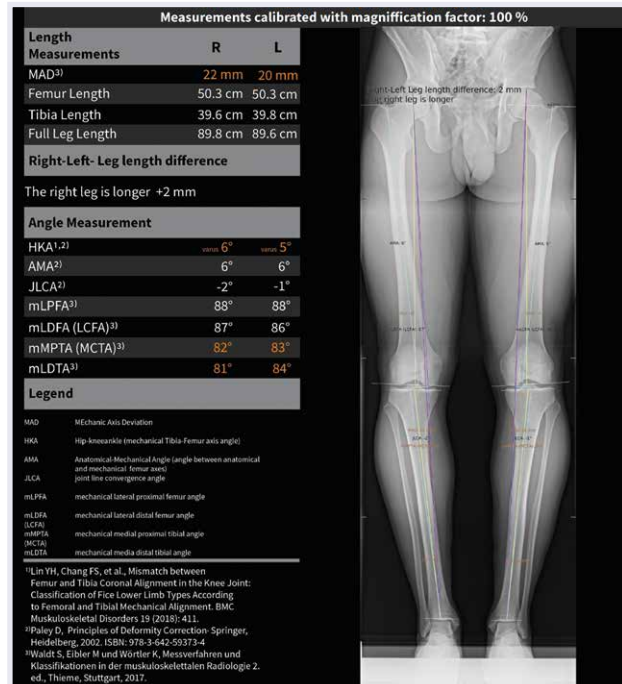 Measurements calibrated with magnification factor: 100 %
Length
Measurements R L
MAD³⁾ 22 mm 20 mm
Femur Length 50.3 cm 50.3 cm
Tibia Length 39.6 cm 39.8 cm
Full Leg Length 89.8 cm 89.6 cm
Right-Left- Leg length difference
The right leg is longer +2 mm
Angle Measurement
HKA¹,²⁾ varus 6° varus 5°
AMA²⁾ 6° 6°
JLCA²⁾ -2° -1°
mLPFA³⁾ 88° 88°
mLDFA (LCFA)³⁾ 87° 86°
mMPTA (MCTA)³⁾ 82° 83°
mLDTA³⁾ 81° 84°
Legend
MAD MEchanic Axis Deviation
HKA Hip-kneeankle (mechanical Tibia-Femur axis angle)
AMA Anatomical-Mechanical Angle (angle between anatomical
and mechanical femur axes)
JLCA joint line convergence angle
mLPFA mechanical lateral proximal femur angle
mLDFA mechanical lateral distal femur angle
(LCFA)
mMPTA mechanical medial proximal tibial angle
(MCTA)
mLDTA mechanical media distal tibial angle
¹⁾Lin YH, Chang FS, et al., Mismatch between
Femur and Tibia Coronal Alignment in the Knee Joint:
Classification of Fice Lower Limb Types According
to Femoral and Tibial Mechanical Alignment. BMC
Muskuloskeletal Disorders 19 (2018): 411.
²⁾Paley D, Principles of Deformity Correction- Springer,
Heidelberg, 2002. ISBN: 978-3-642-59373-4
³⁾Waldt S, Eibler M und Wörtler K, Messverfahren und
Klassifikationen in der muskuloskelettalen Radiologie 2.
ed., Thieme, Stuttgart, 2017.
ght-Left Leg length difference: 2 mm
right leg is longer